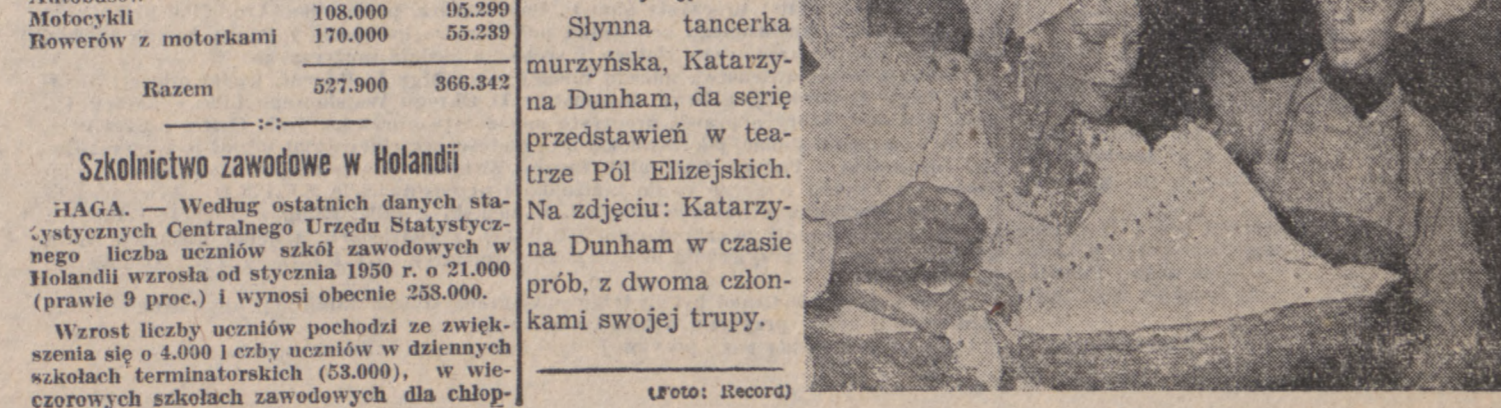 Motocykli 108.000 95.299
Rowerów z motorkami 170.000 55.239
Razem 527.900 366.342
Szkolnictwo zawodowe w Holandii
HAGA. — Według ostatnich danych sta-
tystycznych Centralnego Urzędu Statystycz-
nego liczba uczniów szkół zawodowych w
Holandii wzrosła od stycznia 1950 r. o 21.000
(prawie 9 proc.) i wynosi obecnie 258.000.
Wzrost liczby uczniów pochodzi ze zwięk-
szenia się o 4.000 l czby uczniów w dziennych
szkołach terminatorskich (53.000), w wie-
czorowych szkołach zawodowych dla chłop-
Słynna tancerka
murzyńska, Katarzy-
na Dunham, da serię
przedstawień w tea-
trze Pól Elizejskich.
Na zdjęciu: Katarzy-
na Dunham w czasie
prób, z dwoma człon-
kami swojej trupy.
(Foto: Record)